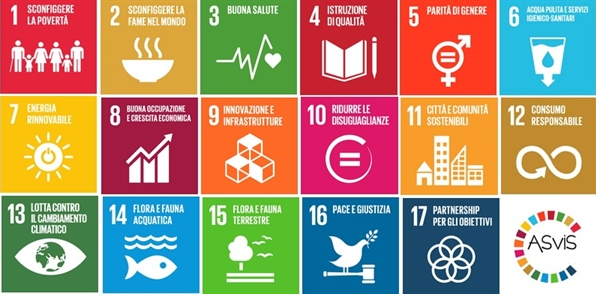 1 SCONFIGGERE
LA POVERTÀ
2 SCONFIGGERE LA
FAME NEL MONDO
3 BUONA SALUTE
4 ISTRUZIONE
DI QUALITÀ
5 PARITÀ DI GENERE
6 ACQUA PULITA E SERVIZI
IGIENICO-SANITARI
7 ENERGIA
RINNOVABILE
8 BUONA OCCUPAZIONE
E CRESCITA ECONOMICA
9 INNOVAZIONE E
INFRASTRUTTURE
10 RIDURRE LE
DISUGUAGLIANZE
11 CITTÀ E COMUNITÀ
SOSTENIBILI
12 CONSUMO
RESPONSABILE
13 LOTTA CONTRO
IL CAMBIAMENTO
CLIMATICO
14 FLORA E FAUNA
ACQUATICA
15 FLORA E FAUNA
TERRESTRE
16 PACE E GIUSTIZIA
17 PARTNERSHIP
PER GLI OBIETTIVI
ASviS